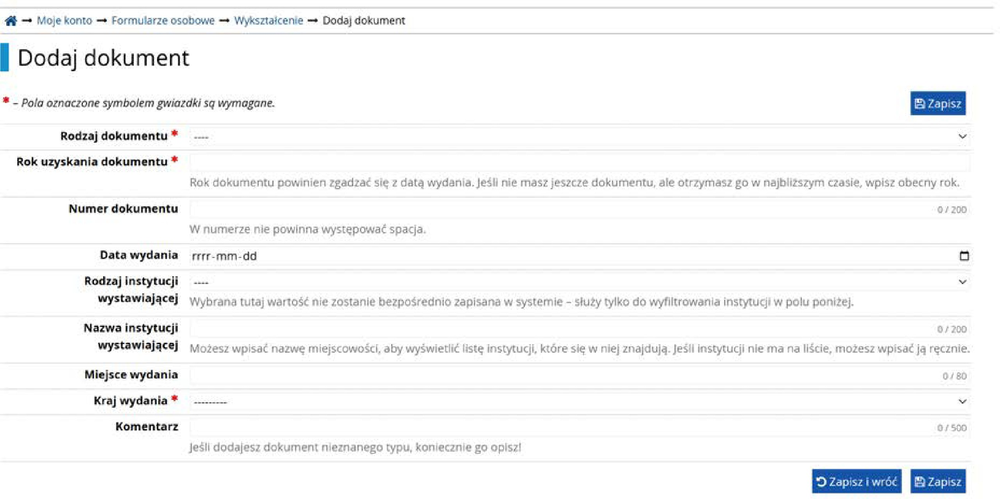 → Moje konto → Formularze osobowe → Wykształcenie → Dodaj dokument
Dodaj dokument
* – Pola oznaczone symbolem gwiazdki są wymagane.
Zapisz
Rodzaj dokumentu *
----
Rok uzyskania dokumentu *
Rok dokumentu powinien zgadzać się z datą wydania. Jeśli nie masz jeszcze dokumentu, ale otrzymasz go w najbliższym czasie, wpisz obecny rok.
Numer dokumentu
0 / 200
W numerze nie powinna występować spacja.
Data wydania
rrrr-mm-dd
Rodzaj instytucji
wystawiającej
----
Wybrana tutaj wartość nie zostanie bezpośrednio zapisana w systemie – służy tylko do wyfiltrowania instytucji w polu poniżej.
Nazwa instytucji
wystawiającej
0 / 200
Możesz wpisać nazwę miejscowości, aby wyświetlić listę instytucji, które się w niej znajdują. Jeśli instytucji nie ma na liście, możesz wpisać ją ręcznie.
Miejsce wydania
0 / 80
Kraj wydania *
---------
Komentarz
0 / 500
Jeśli dodajesz dokument nieznanego typu, koniecznie go opisz!
Zapisz i wróć
Zapisz